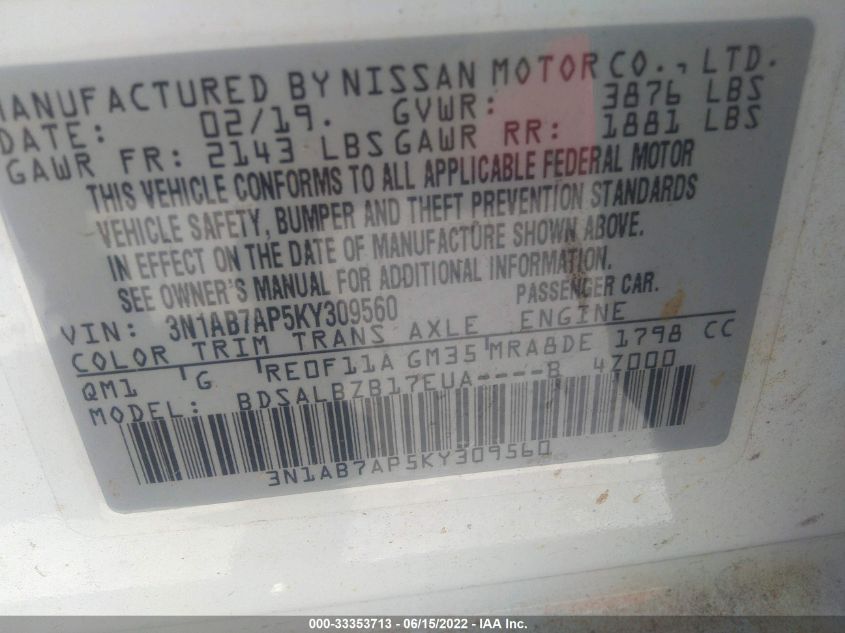 MANUFACTURED BY NISSAN MOTOR CO., LTD.
DATE: 02/19. GVWR: 3876 LBS
GAWR FR: 2143 LBS GAWR RR: 1881 LBS
THIS VEHICLE CONFORMS TO ALL APPLICABLE FEDERAL MOTOR
VEHICLE SAFETY, BUMPER AND THEFT PREVENTION STANDARDS
IN EFFECT ON THE DATE OF MANUFACTURE SHOWN ABOVE.
SEE OWNER'S MANUAL FOR ADDITIONAL INFORMATION.
VIN: 3N1AB7AP5KY309560 PASSENGER CAR.
COLOR TRIM TRANS AXLE ENGINE
QM1 G RE0F11A GM35 MRA8DE 1798 CC
MODEL: BDSALBZB17EUA----B 4Z000
3N1AB7AP5KY309560
000-33353713 - 06/15/2022 - © IAA Inc.